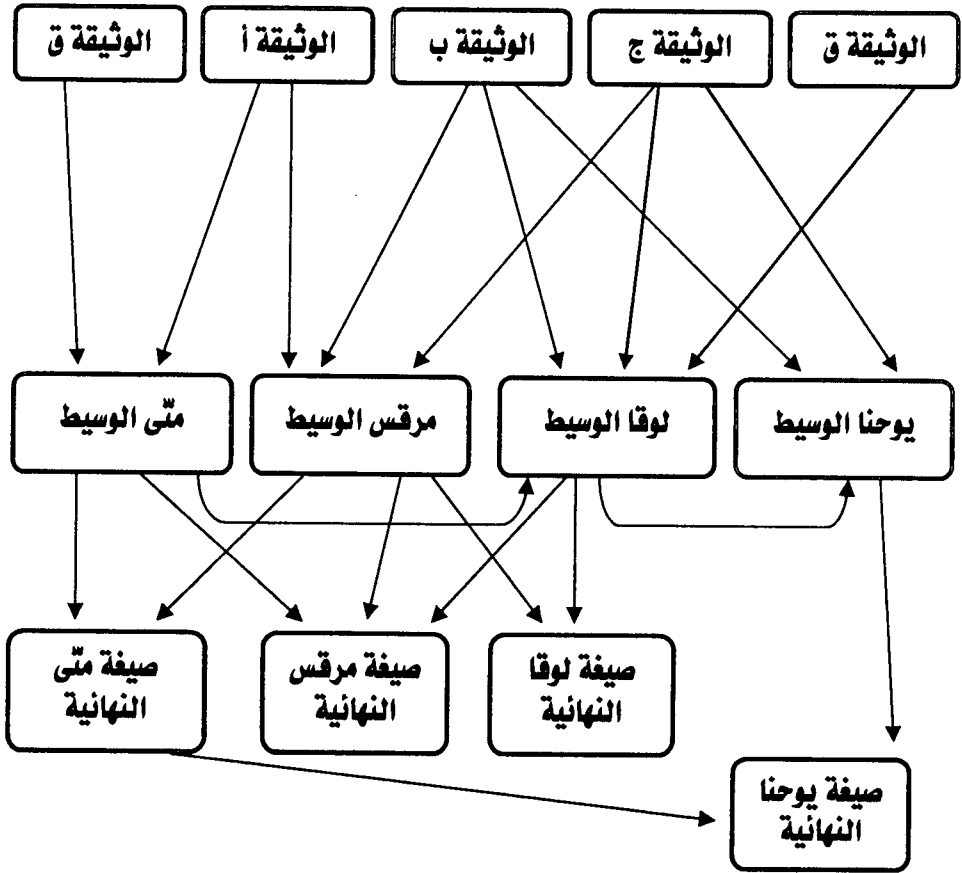 الوثيقة ق
الوثيقة ج
الوثيقة ب
الوثيقة أ
الوثيقة ق
يوحنا الوسيط
لوقا الوسيط
مرقس الوسيط
متّى الوسيط
صيغة لوقا
النهائية
صيغة مرقس
النهائية
صيغة متّى
النهائية
صيغة يوحنا
النهائية